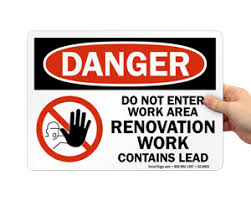 DANGER
DO NOT ENTER
WORK AREA
RENOVATION
WORK
CONTAINS LEAD